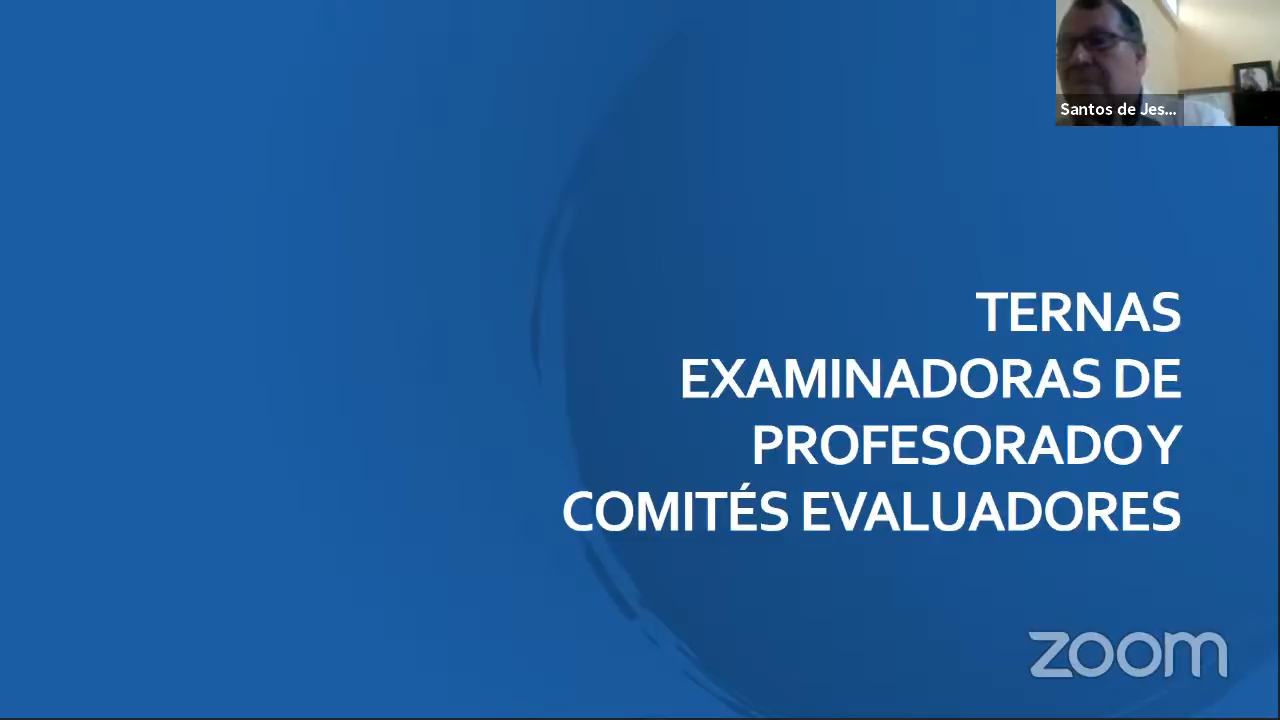 Santos de Jes...
TERNAS
EXAMINADORAS DE
PROFESORADO Y
COMITÉS EVALUADORES
zoom